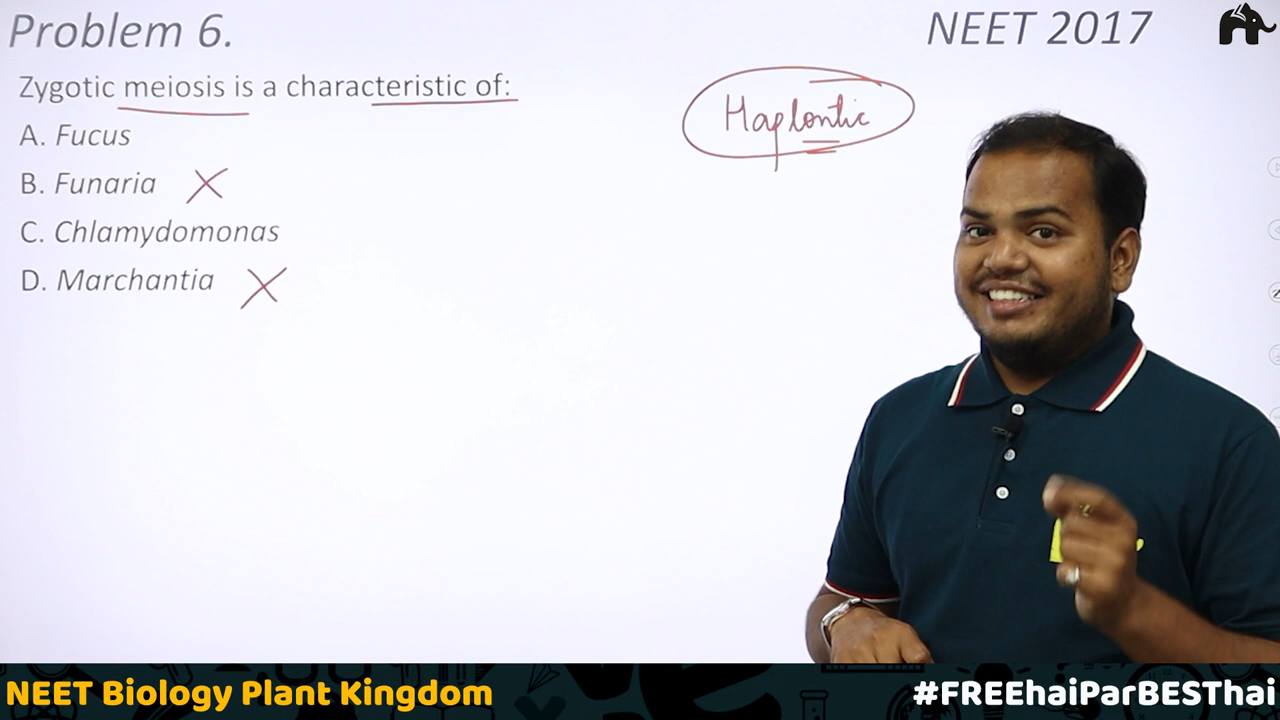 Problem 6.
NEET 2017
Zygotic meiosis is a characteristic of:
Haplontic
A. Fucus
B. Funaria
C. Chlamydomonas
D. Marchantia
NEET Biology Plant Kingdom
#FREEhaiParBESThai